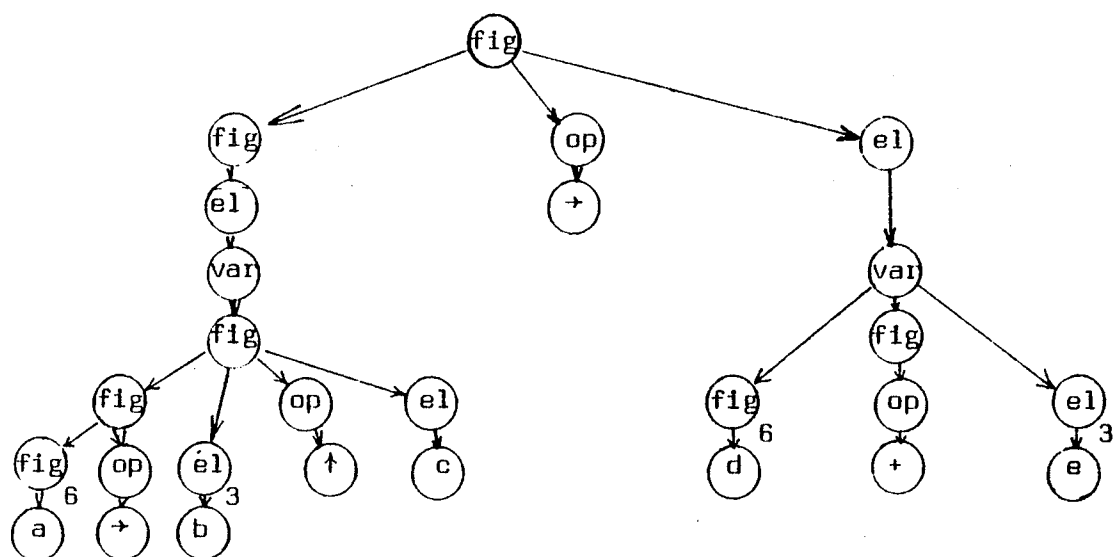 fig
fig op el
el →
var var
fig fig
fig op el fig op el
6 3
fig op el ↑ c d + e
6 3
a → b